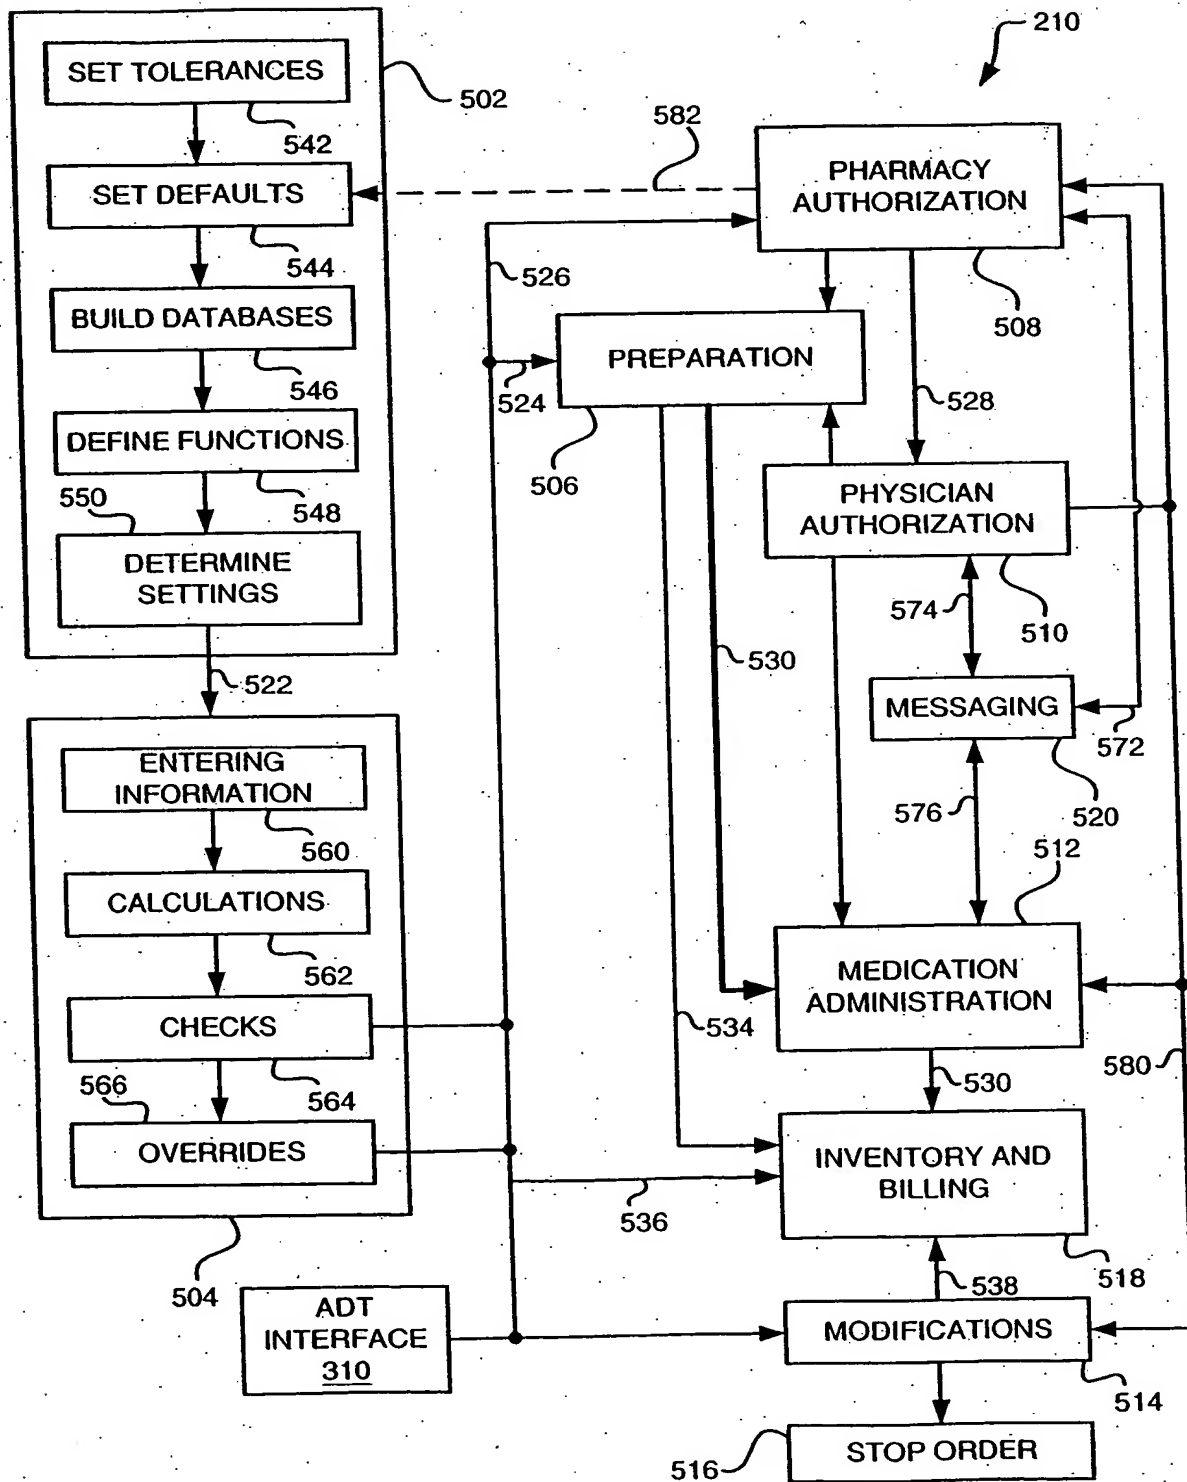 210
SET TOLERANCES
502
542
582
PHARMACY
AUTHORIZATION
SET DEFAULTS
544
526
508
BUILD DATABASES
PREPARATION
546
524
528
DEFINE FUNCTIONS
506
550
548
PHYSICIAN
AUTHORIZATION
DETERMINE
SETTINGS
574
510
530
522
MESSAGING
572
ENTERING
INFORMATION
576
520
560
512
CALCULATIONS
562
MEDICATION
ADMINISTRATION
CHECKS
534
580
564
530
566
OVERRIDES
INVENTORY AND
BILLING
536
504
538
518
ADT
INTERFACE
310
MODIFICATIONS
514
516
STOP ORDER